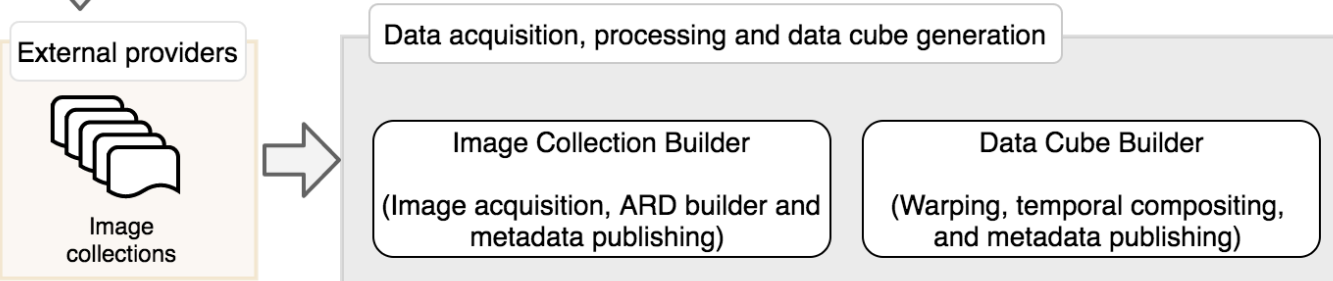 External providers
Image
collections
Data acquisition, processing and data cube generation
Image Collection Builder
(Image acquisition, ARD builder and
metadata publishing)
Data Cube Builder
(Warping, temporal compositing,
and metadata publishing)